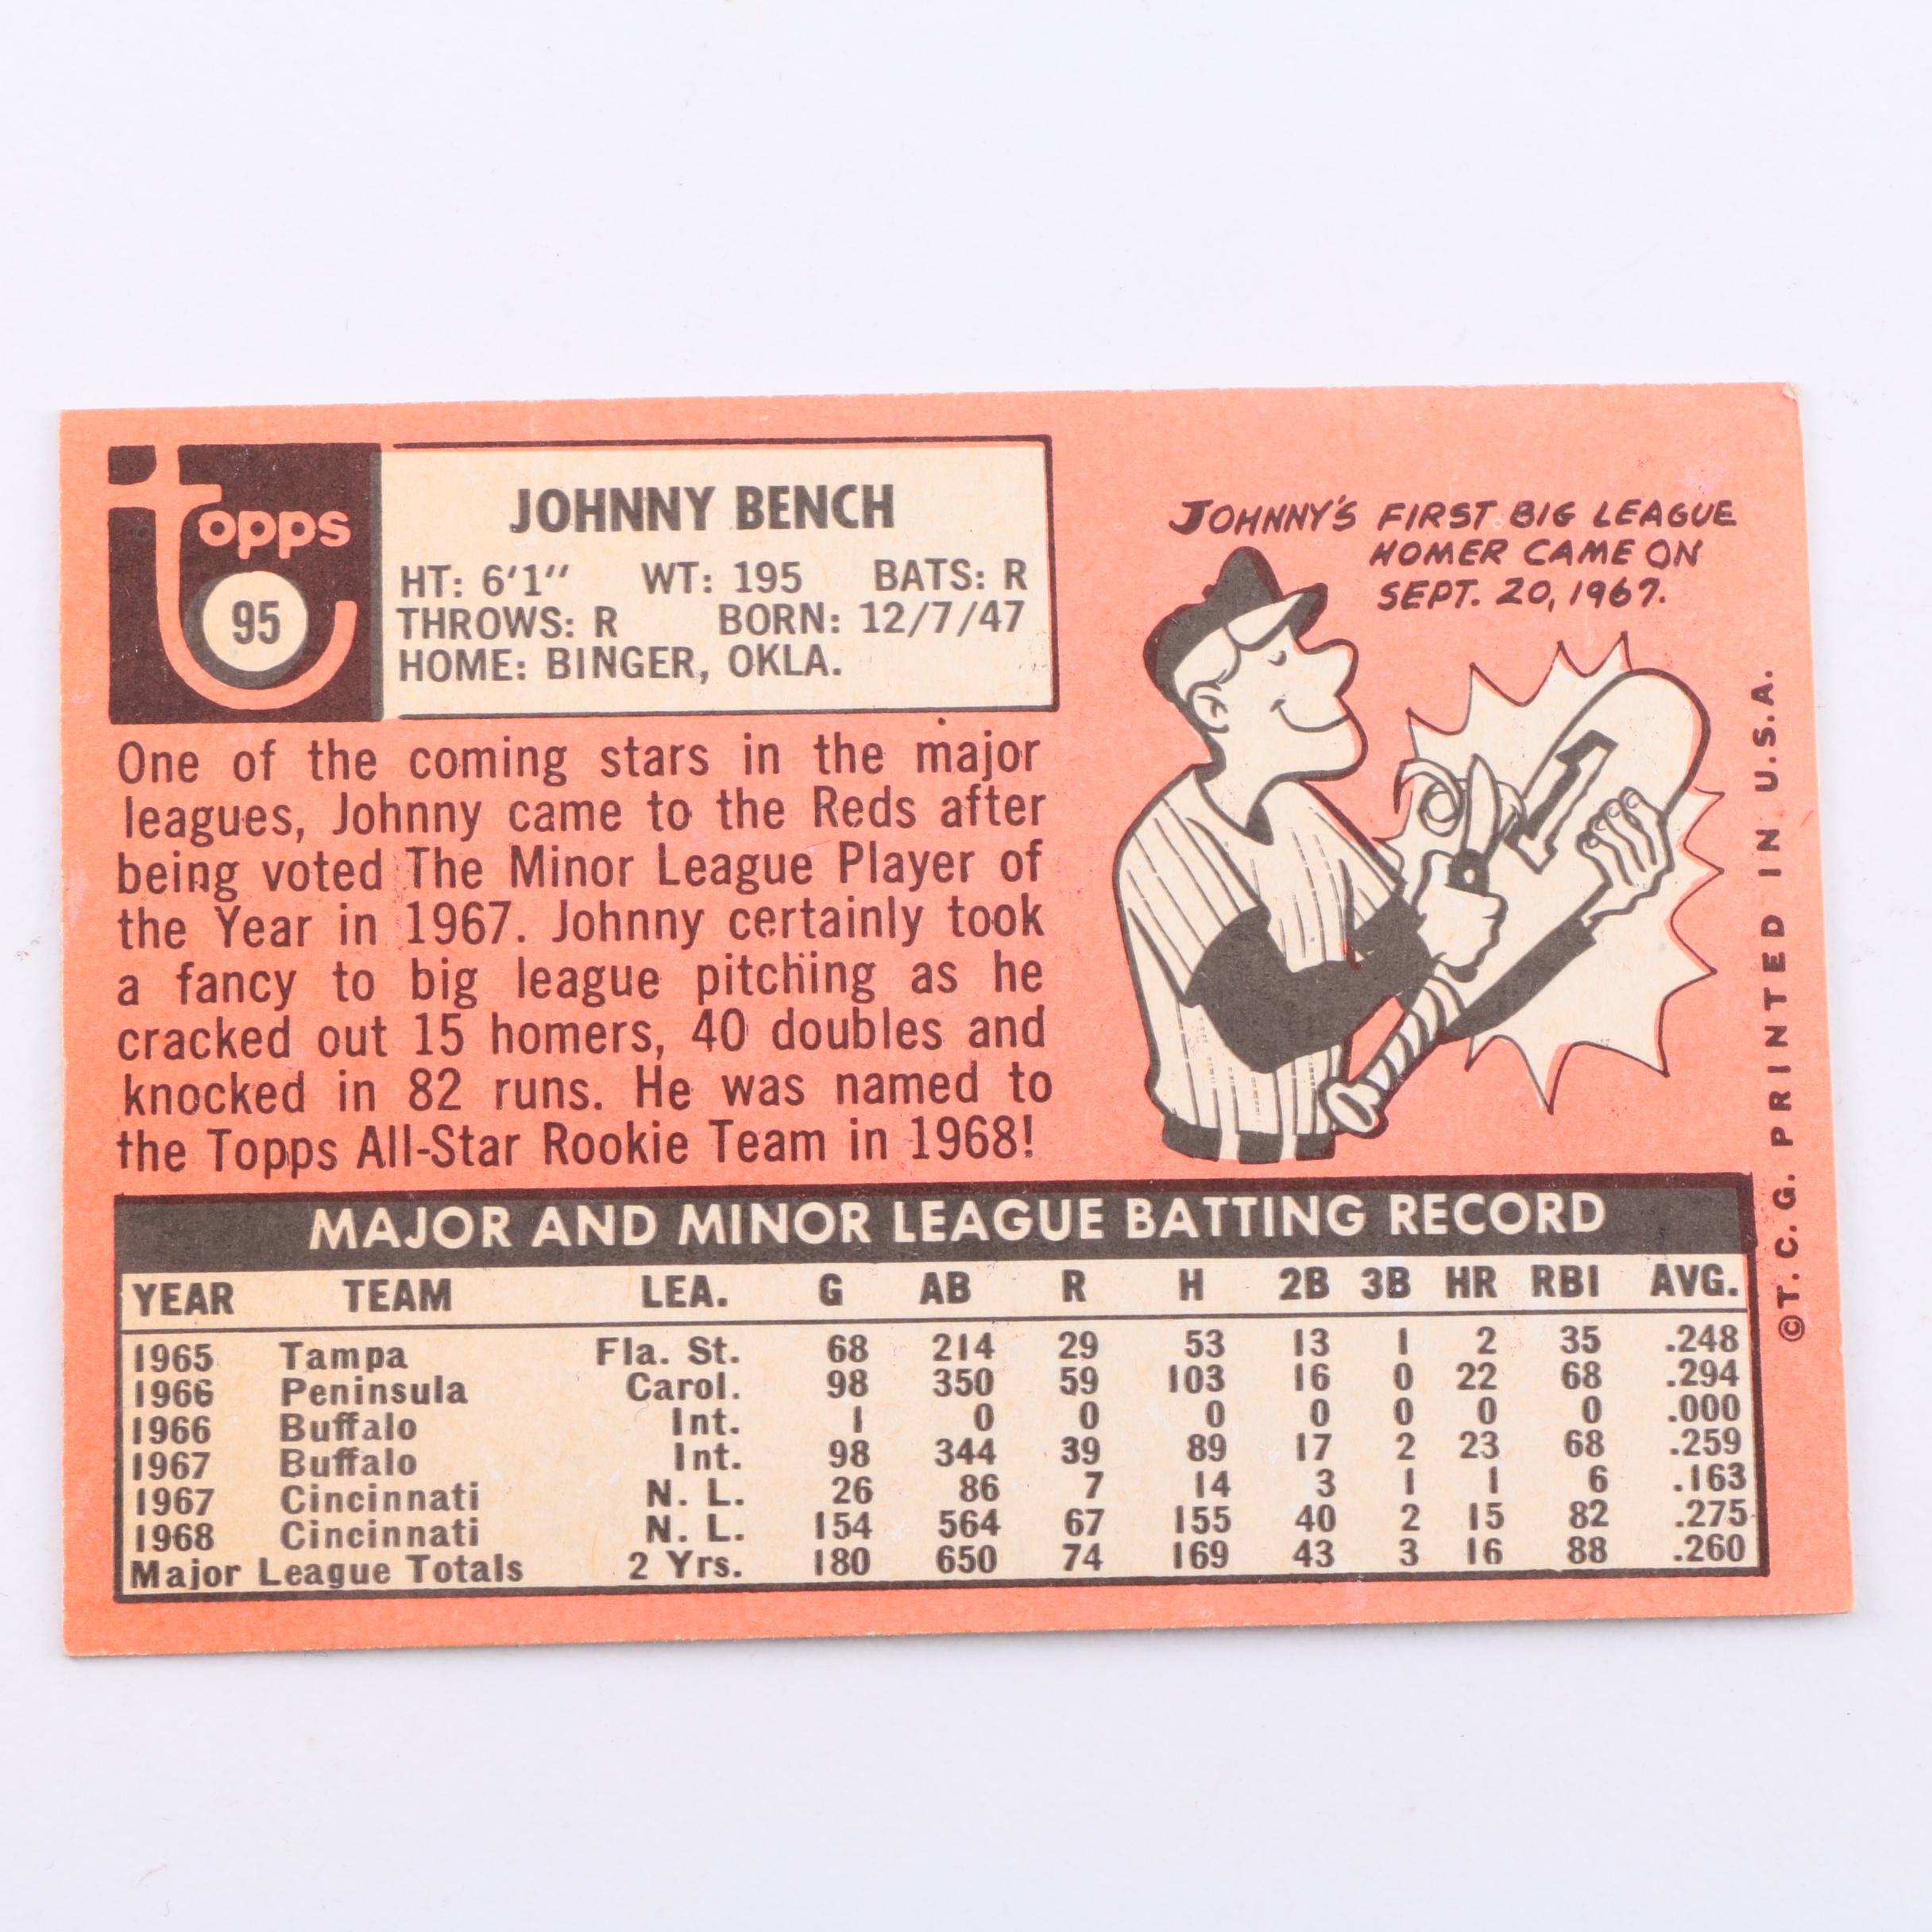 topps
95
JOHNNY BENCH
HT: 6'1" WT: 195 BATS: R
THROWS: R BORN: 12/7/47
HOME: BINGER, OKLA.
One of the coming stars in the major
leagues, Johnny came to the Reds after
being voted The Minor League Player of
the Year in 1967. Johnny certainly took
a fancy to big league pitching as he
cracked out 15 homers, 40 doubles and
knocked in 82 runs. He was named to
the Topps All-Star Rookie Team in 1968!
JOHNNY'S FIRST BIG LEAGUE
HOMER CAME ON
SEPT. 20, 1967.
1
©T. C. G. PRINTED IN U.S.A.
MAJOR AND MINOR LEAGUE BATTING RECORD
YEAR TEAM LEA. G AB R H 2B 3B HR RBI AVG.
1965 Tampa Fla. St. 68 214 29 53 13 1 2 35 .248
1966 Peninsula Carol. 98 350 59 103 16 0 22 68 .294
1966 Buffalo Int. 1 0 0 0 0 0 0 0 .000
1967 Buffalo Int. 98 344 39 89 17 2 23 68 .259
1967 Cincinnati N. L. 26 86 7 14 3 1 1 6 .163
1968 Cincinnati N. L. 154 564 67 155 40 2 15 82 .275
Major League Totals 2 Yrs. 180 650 74 169 43 3 16 88 .260